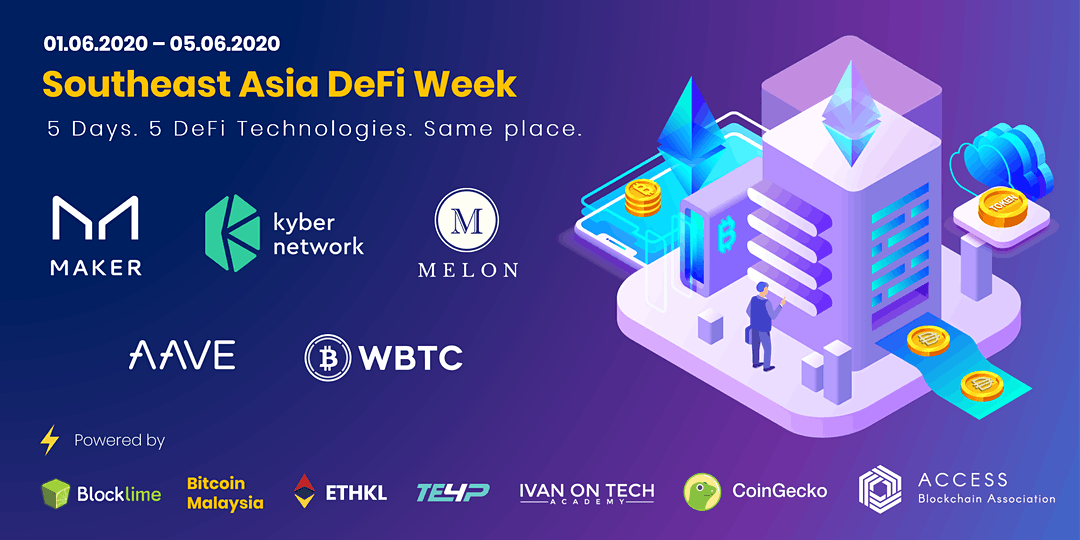 01.06.2020 – 05.06.2020
Southeast Asia DeFi Week
5 Days. 5 DeFi Technologies. Same place.
MAKER
kyber
network
M
MELON
AAVE
WBTC
TOKEN
Powered by
Blocklime
Bitcoin
Malaysia
ETHKL
TE4P
IVAN ON TECH
ACADEMY
CoinGecko
ACCESS
Blockchain Association